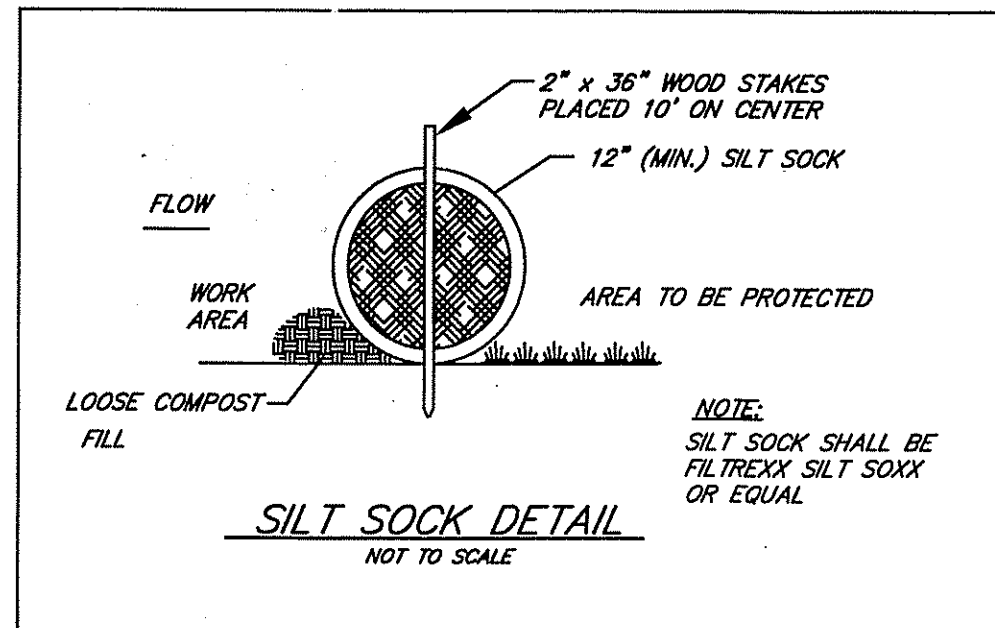 2" x 36" WOOD STAKES
PLACED 10' ON CENTER
12" (MIN.) SILT SOCK
FLOW
WORK
AREA
AREA TO BE PROTECTED
LOOSE COMPOST
FILL
NOTE:
SILT SOCK SHALL BE
FILTREXX SILT SOXX
OR EQUAL
SILT SOCK DETAIL
NOT TO SCALE